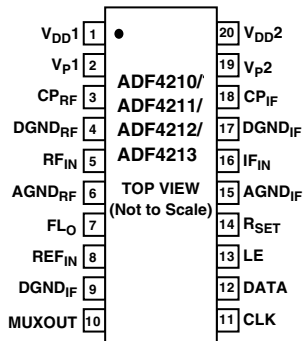 VDD1 1
VP1 2
CPRF 3
DGNDRF 4
RFIN 5
AGNDRF 6
FLO 7
REFIN 8
DGNDIF 9
MUXOUT 10
ADF4210/
ADF4211/
ADF4212/
ADF4213
TOP VIEW
(Not to Scale)
20 VDD2
19 VP2
18 CPIF
17 DGNDIF
16 IFIN
15 AGNDIF
14 RSET
13 LE
12 DATA
11 CLK